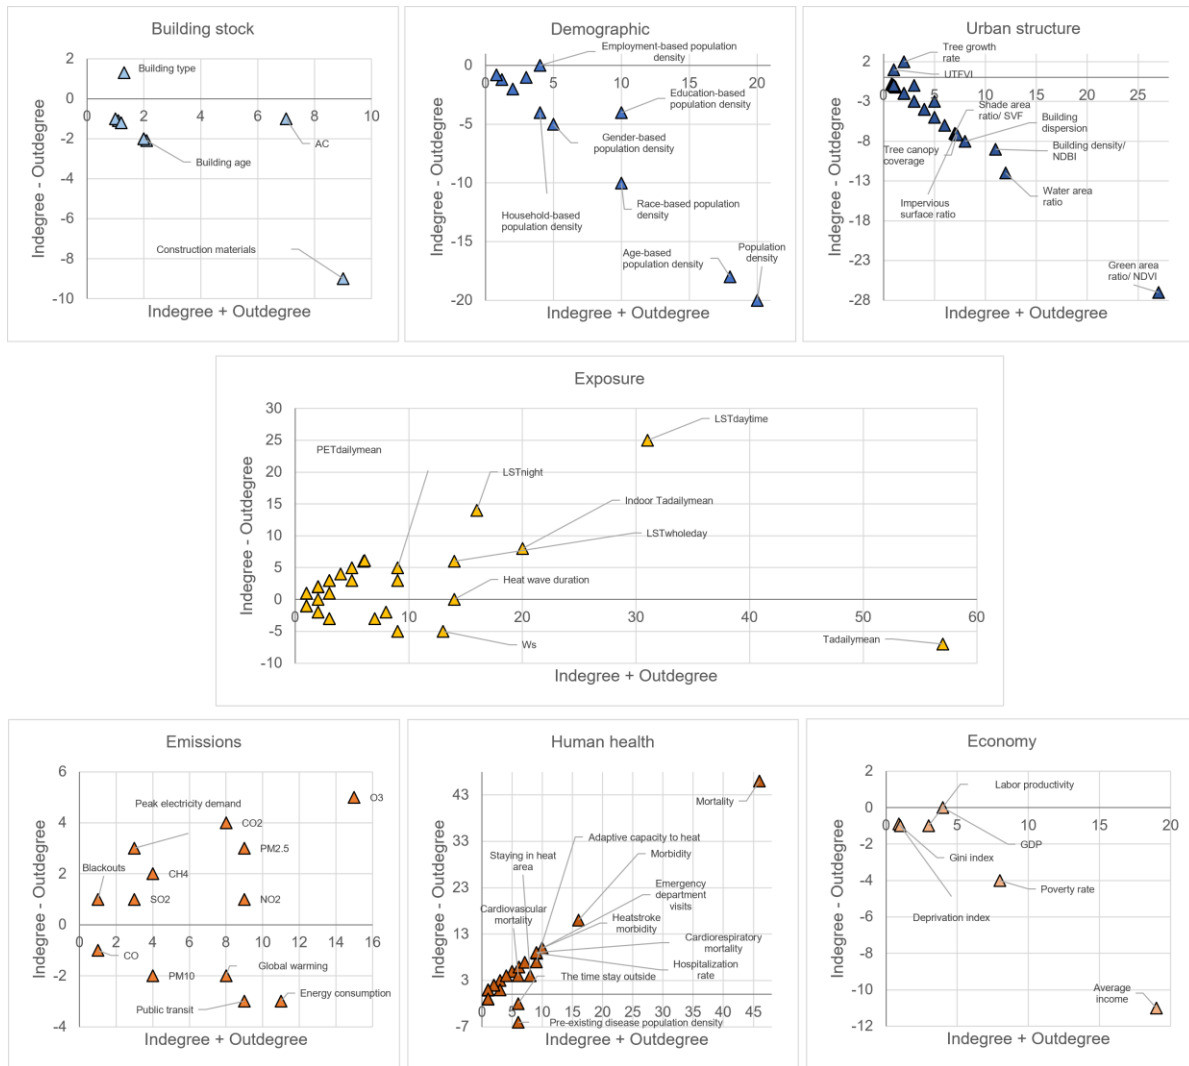 Building stock
2
0
-2
-4
-6
-8
-10
0
2
4
6
8
10
Building type
AC
Building age
Construction materials
Indegree - Outdegree
Indegree + Outdegree
Demographic
0
-5
-10
-15
-20
0
5
10
15
20
Employment-based population
density
Education-based
population density
Gender-based
population density
Household-based
population density
Race-based population
density
Age-based
population density
Population
density
Indegree - Outdegree
Indegree + Outdegree
Urban structure
2
-3
-8
-13
-18
-23
-28
0
5
10
15
20
25
Tree growth
rate
UTFVI
Shade area
ratio/ SVF
Building
dispersion
Tree canopy
coverage
Building density/
NDBI
Impervious
surface ratio
Water area
ratio
Green area
ratio/ NDVI
Indegree - Outdegree
Indegree + Outdegree
Exposure
30
25
20
15
10
5
0
-5
-10
0
10
20
30
40
50
60
LSTdaytime
PETdailymean
LSTnight
Indoor Tadailymean
LSTwholeday
Heat wave duration
Ws
Tadailymean
Indegree - Outdegree
Indegree + Outdegree
Emissions
6
4
2
0
-2
-4
0
2
4
6
8
10
12
14
16
O3
Peak electricity demand
CO2
PM2.5
Blackouts
CH4
SO2
NO2
CO
PM10
Global warming
Public transit
Energy consumption
Indegree - Outdegree
Indegree + Outdegree
Human health
43
33
23
13
3
-7
0
5
10
15
20
25
30
35
40
45
Mortality
Adaptive capacity to heat
Staying in heat
area
Morbidity
Emergency
department
visits
Cardiovascular
mortality
Heatstroke
morbidity
Cardiorespiratory
mortality
Hospitalization
rate
The time stay outside
Pre-existing disease population density
Indegree - Outdegree
Indegree + Outdegree
Economy
2
0
-2
-4
-6
-8
-10
-12
0
5
10
15
20
Labor productivity
GDP
Gini index
Poverty rate
Deprivation index
Average
income
Indegree - Outdegree
Indegree + Outdegree